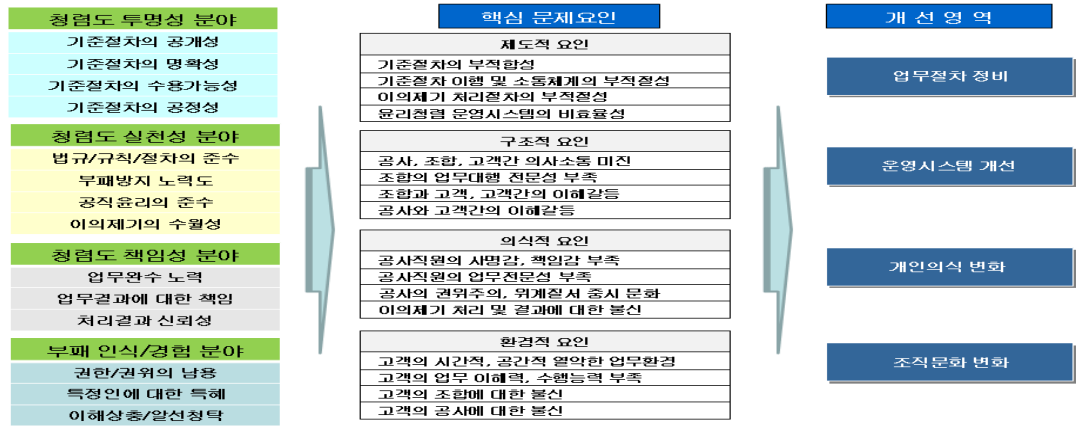 청렴도 투명성 분야
기준절차의 공개성
기준절차의 명확성
기준절차의 수용가능성
기준절차의 공정성
청렴도 실천성 분야
법규/규칙/절차의 준수
부패방지 노력도
공직윤리의 준수
이의제기의 수월성
청렴도 책임성 분야
업무완수 노력
업무결과에 대한 책임
처리결과 신뢰성
부패 인식/경험 분야
권한/권위의 남용
특정인에 대한 특혜
이해상충/알선청탁
핵심 문제요인
제도적 요인
기준절차의 부적합성
기준절차 이행 및 소통체계의 부적절성
이의제기 처리절차의 부적절성
윤리청렴 운영시스템의 비효율성
구조적 요인
공사, 조합, 고객간 의사소통 미진
조합의 업무대행 전문성 부족
조합과 고객, 고객간의 이해갈등
공사와 고객간의 이해갈등
의식적 요인
공사직원의 사명감, 책임감 부족
공사직원의 업무전문성 부족
공사의 권위주의, 위계질서 중시 문화
이의제기 처리 및 결과에 대한 불신
환경적 요인
고객의 시간적, 공간적 열악한 업무환경
고객의 업무 이해력, 수행능력 부족
고객의 조합에 대한 불신
고객의 공사에 대한 불신
개 선 영 역
업무절차 정비
운영시스템 개선
개인의식 변화
조직문화 변화